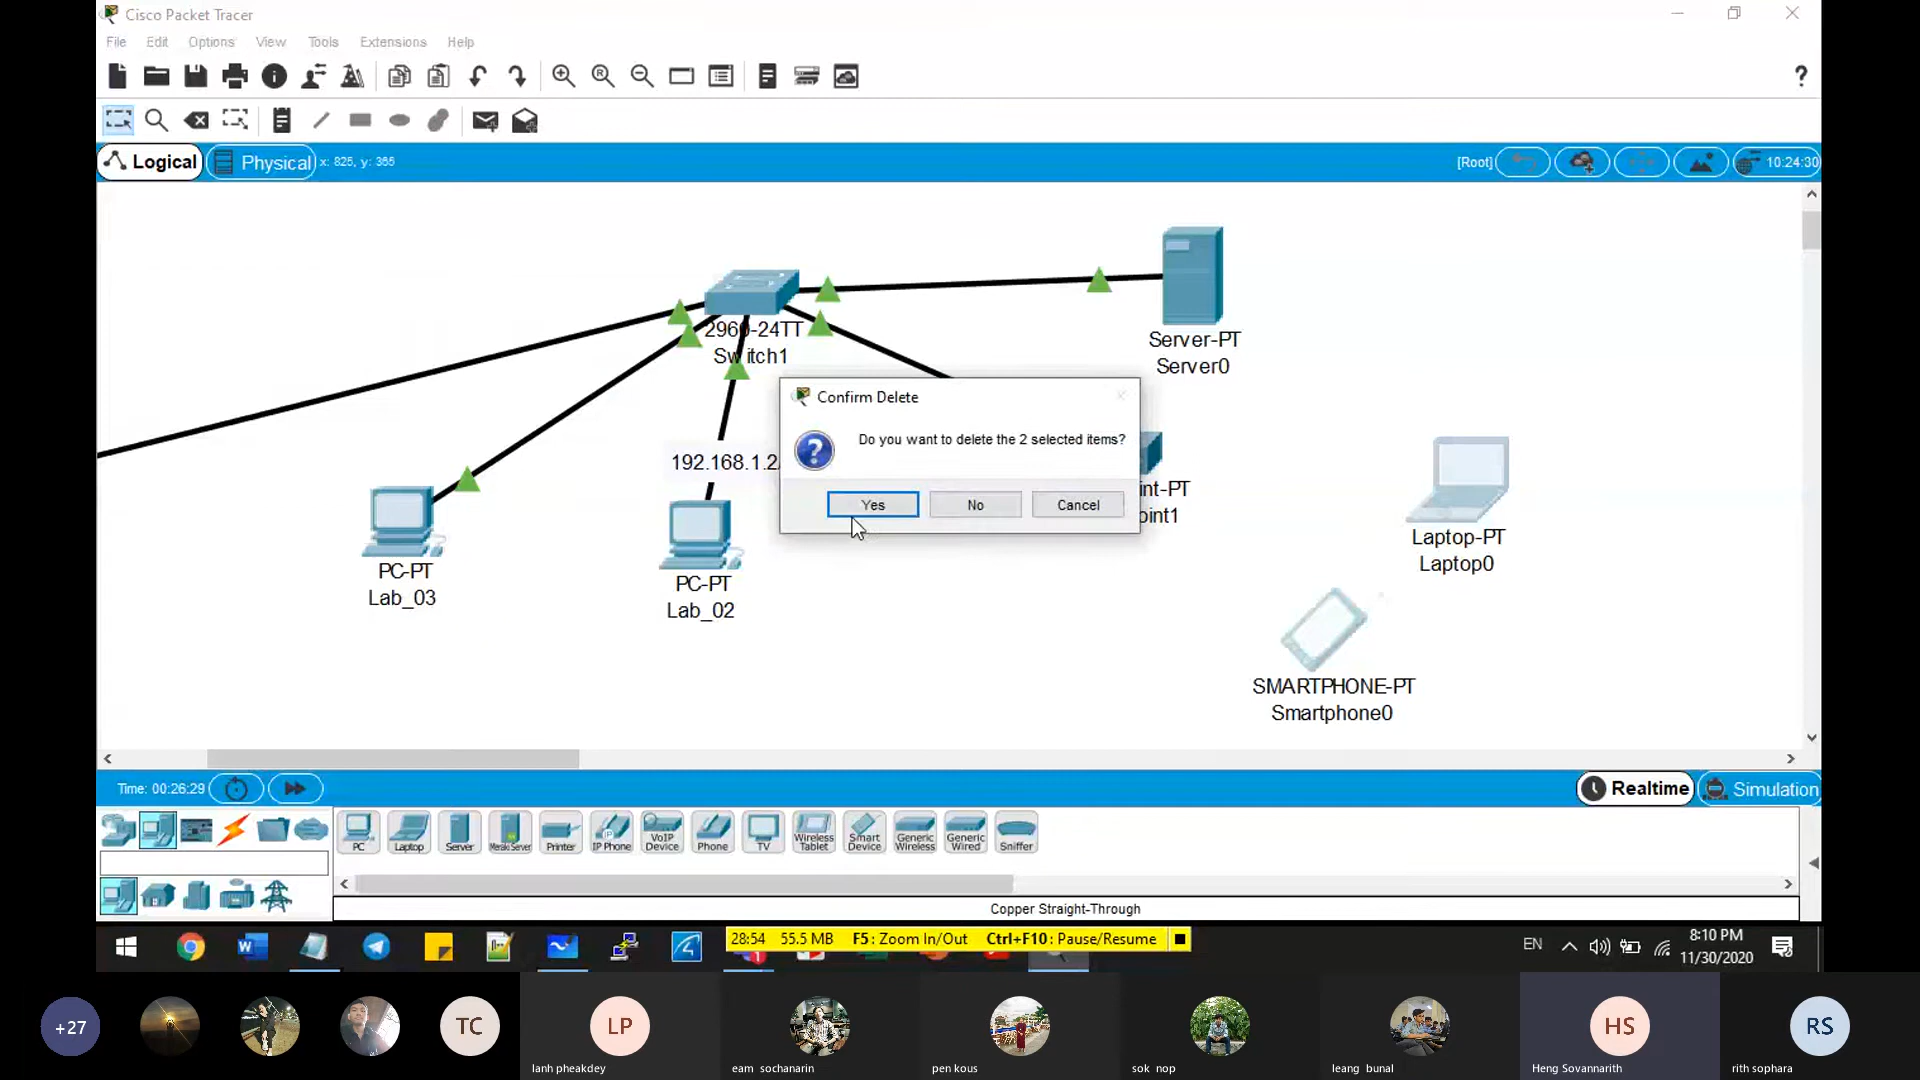 Cisco Packet Tracer
File Edit Options View Tools Extensions Help
?
Logical Physical x: 825, y: 365 [Root] 10:24:30
2960-24TT
Switch1
Server-PT
Server0
Confirm Delete
Do you want to delete the 2 selected items?
Yes No Cancel
192.168.1.2
int-PT
oint1
Laptop-PT
Laptop0
PC-PT
Lab_03
PC-PT
Lab_02
SMARTPHONE-PT
Smartphone0
Time: 00:26:29 Realtime Simulation
PC Laptop Server Meraki Server Printer IP Phone VoIP Device Phone TV Wireless Tablet Smart Device Generic Wireless Generic Wired Sniffer
Copper Straight-Through
28:54 55.5 MB F5: Zoom In/Out Ctrl+F10: Pause/Resume
EN
8:10 PM
11/30/2020
+27 TC LP HS RS
lanh pheakdey eam sochanarin pen kous sok nop leang bunal Heng Sovannarith rith sophara